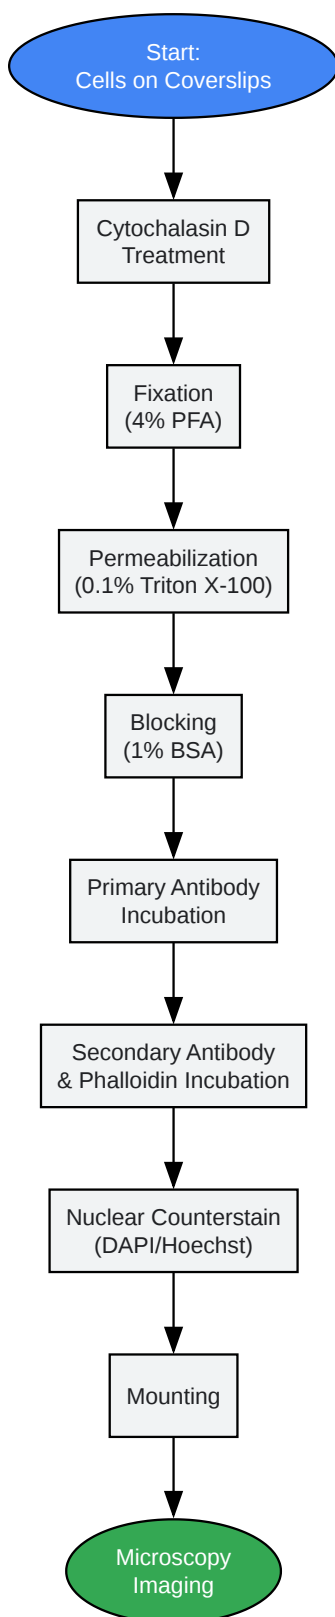 Start:
Cells on Coverslips
Cytochalasin D
Treatment
Fixation
(4% PFA)
Permeabilization
(0.1% Triton X-100)
Blocking
(1% BSA)
Primary Antibody
Incubation
Secondary Antibody
& Phalloidin Incubation
Nuclear Counterstain
(DAPI/Hoechst)
Mounting
Microscopy
Imaging